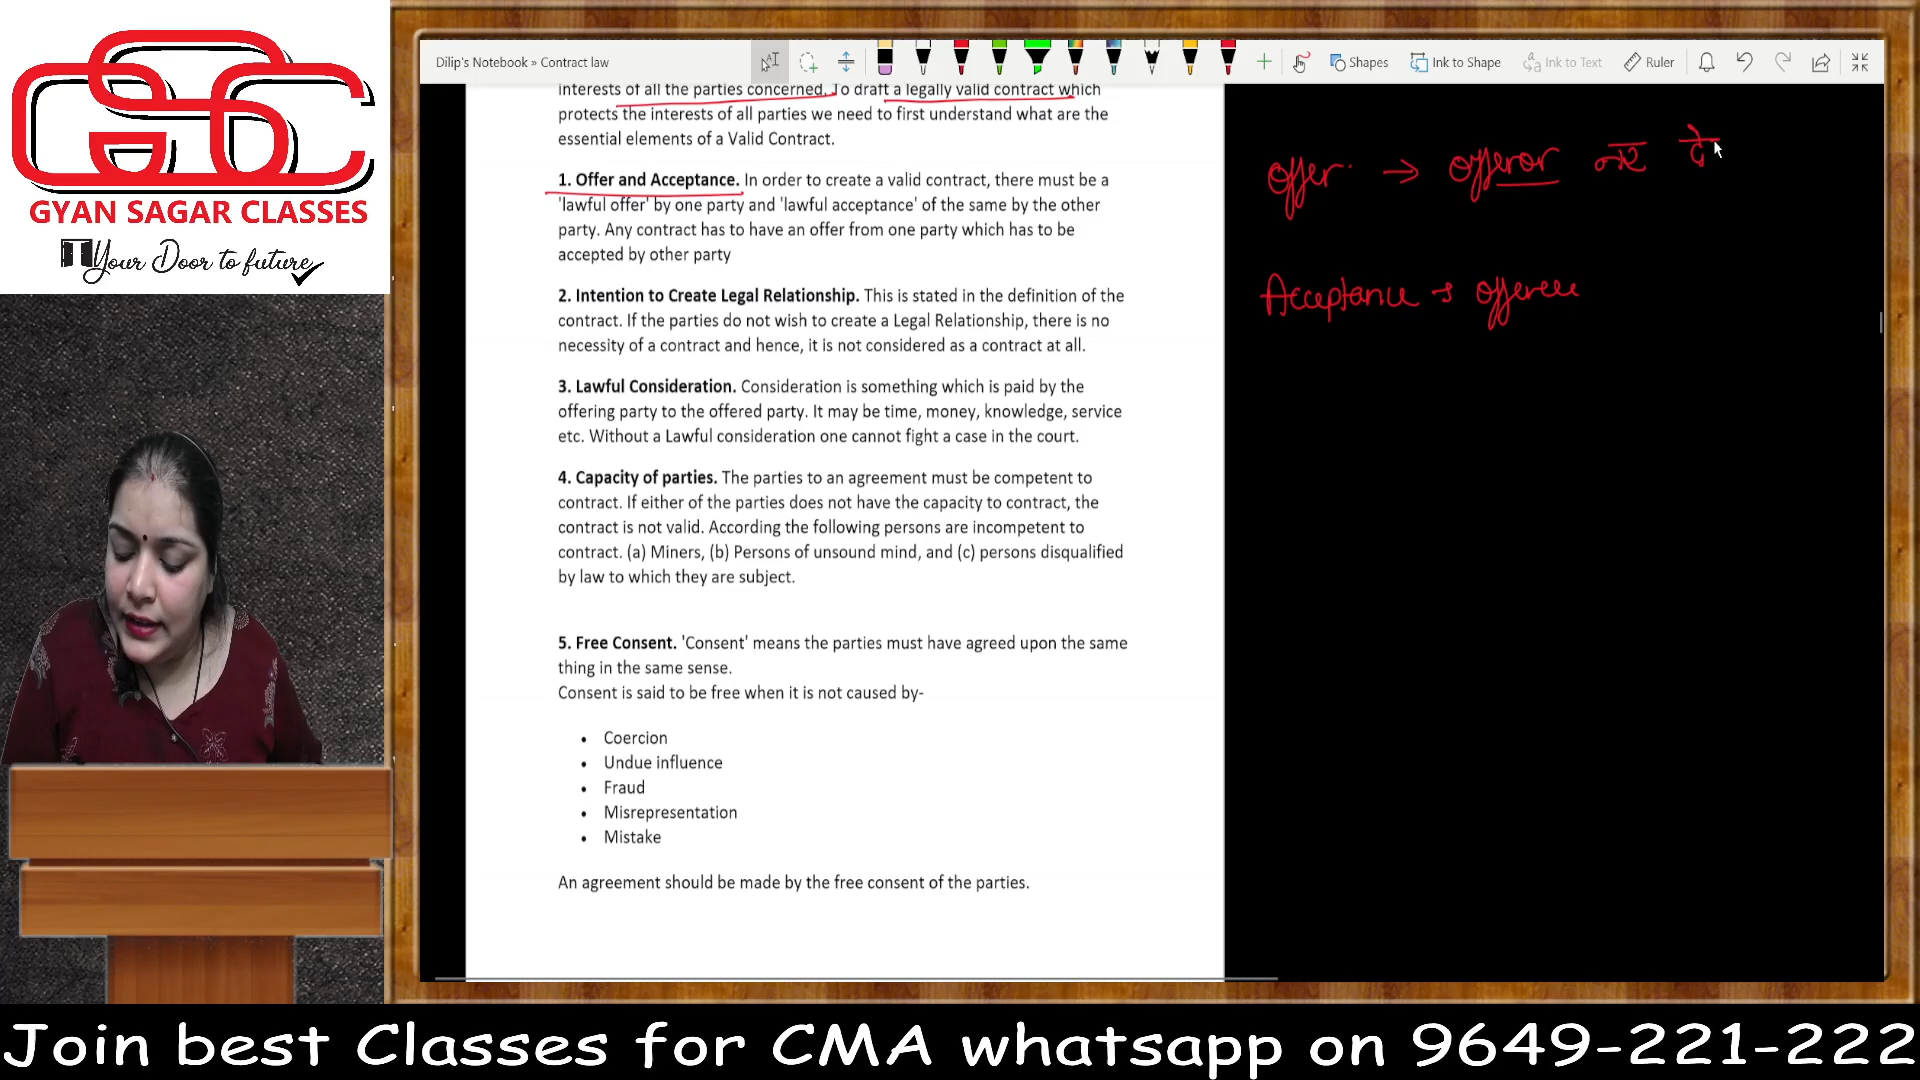 GSC
GYAN SAGAR CLASSES
Your Door to future
Dilip's Notebook » Contract law
Shapes
Ink to Shape
Ink to Text
Ruler
interests of all the parties concerned. To draft a legally valid contract which
protects the interests of all parties we need to first understand what are the
essential elements of a Valid Contract.
1. Offer and Acceptance. In order to create a valid contract, there must be a
'lawful offer' by one party and 'lawful acceptance' of the same by the other
party. Any contract has to have an offer from one party which has to be
accepted by other party
2. Intention to Create Legal Relationship. This is stated in the definition of the
contract. If the parties do not wish to create a Legal Relationship, there is no
necessity of a contract and hence, it is not considered as a contract at all.
3. Lawful Consideration. Consideration is something which is paid by the
offering party to the offered party. It may be time, money, knowledge, service
etc. Without a Lawful consideration one cannot fight a case in the court.
4. Capacity of parties. The parties to an agreement must be competent to
contract. If either of the parties does not have the capacity to contract, the
contract is not valid. According the following persons are incompetent to
contract. (a) Miners, (b) Persons of unsound mind, and (c) persons disqualified
by law to which they are subject.
5. Free Consent. 'Consent' means the parties must have agreed upon the same
thing in the same sense.
Consent is said to be free when it is not caused by-
• Coercion
• Undue influence
• Fraud
• Misrepresentation
• Mistake
An agreement should be made by the free consent of the parties.
offer → offeror
Acceptance → offeree
Join best Classes for CMA whatsapp on 9649-221-222